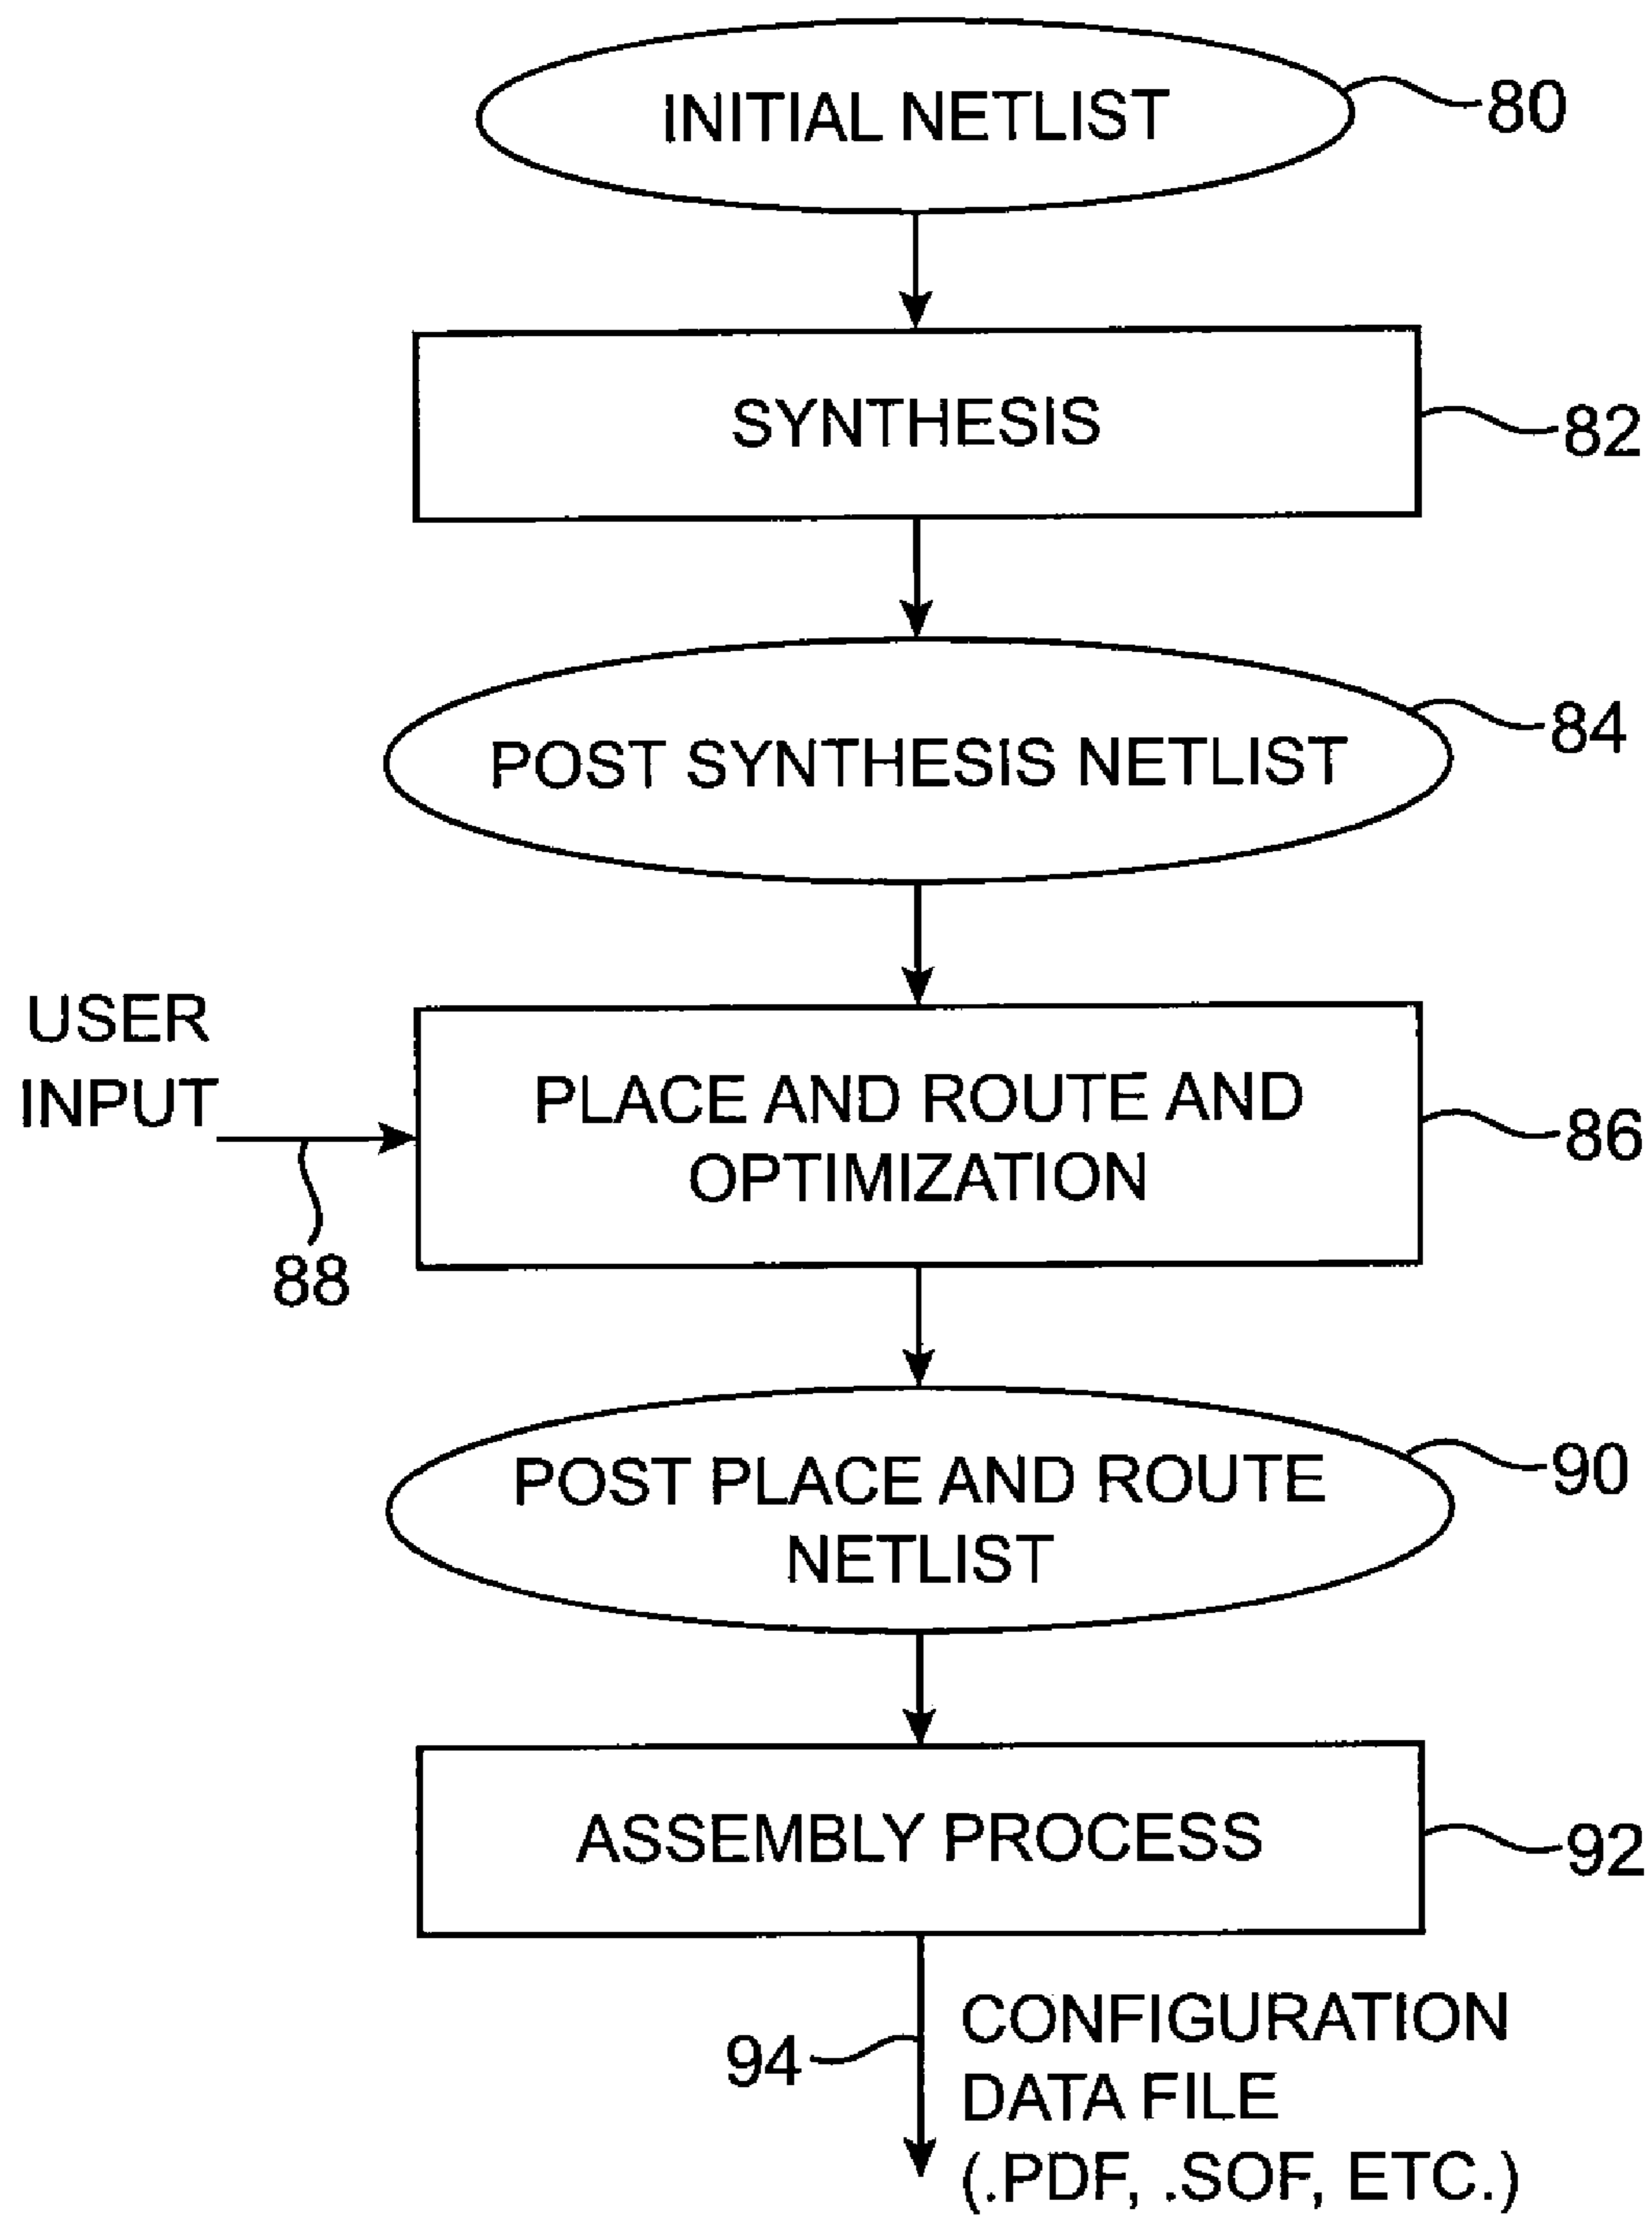 INITIAL NETLIST
80
SYNTHESIS
82
POST SYNTHESIS NETLIST
84
USER
INPUT
88
PLACE AND ROUTE AND
OPTIMIZATION
86
POST PLACE AND ROUTE
NETLIST
90
ASSEMBLY PROCESS
92
94
CONFIGURATION
DATA FILE
(.PDF, .SOF, ETC.)